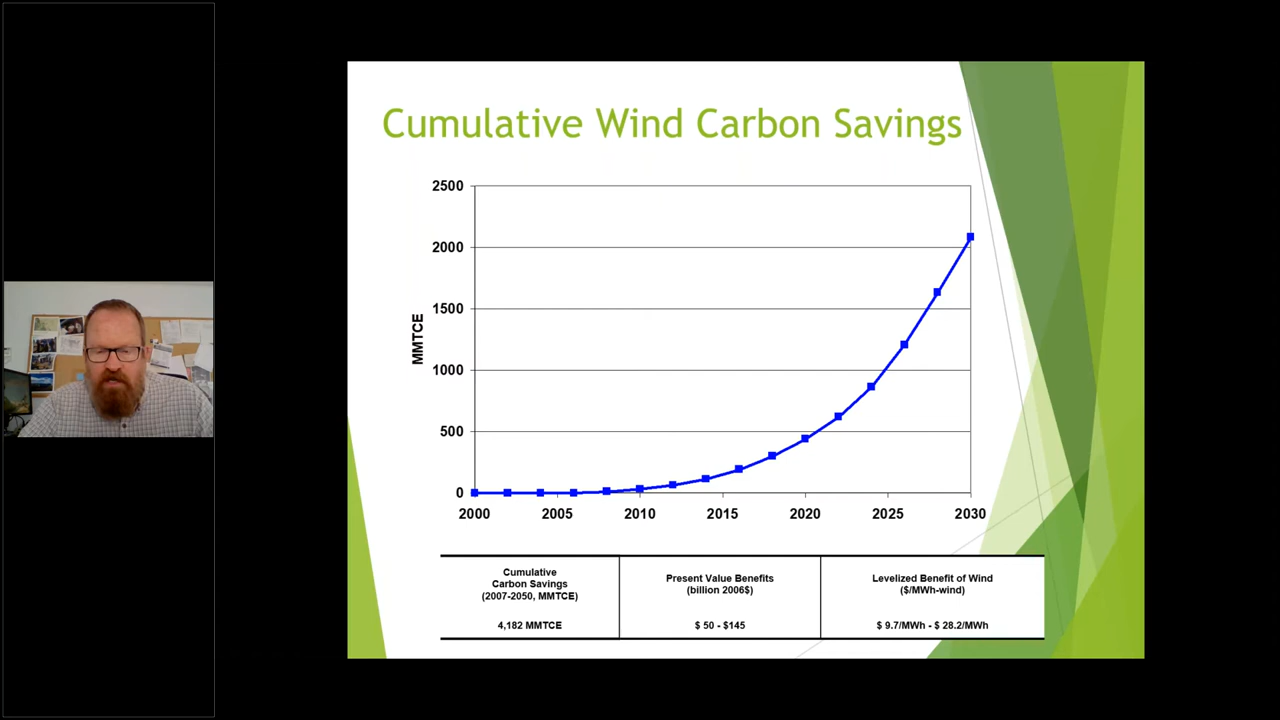 Cumulative Wind Carbon Savings
2500
2000
1500
1000
500
0
MMTCE
2000 2005 2010 2015 2020 2025 2030
Cumulative
Carbon Savings
(2007-2050, MMTCE)
4,182 MMTCE
Present Value Benefits
(billion 2006$)
$ 50 - $145
Levelized Benefit of Wind
($/MWh-wind)
$ 9.7/MWh - $ 28.2/MWh